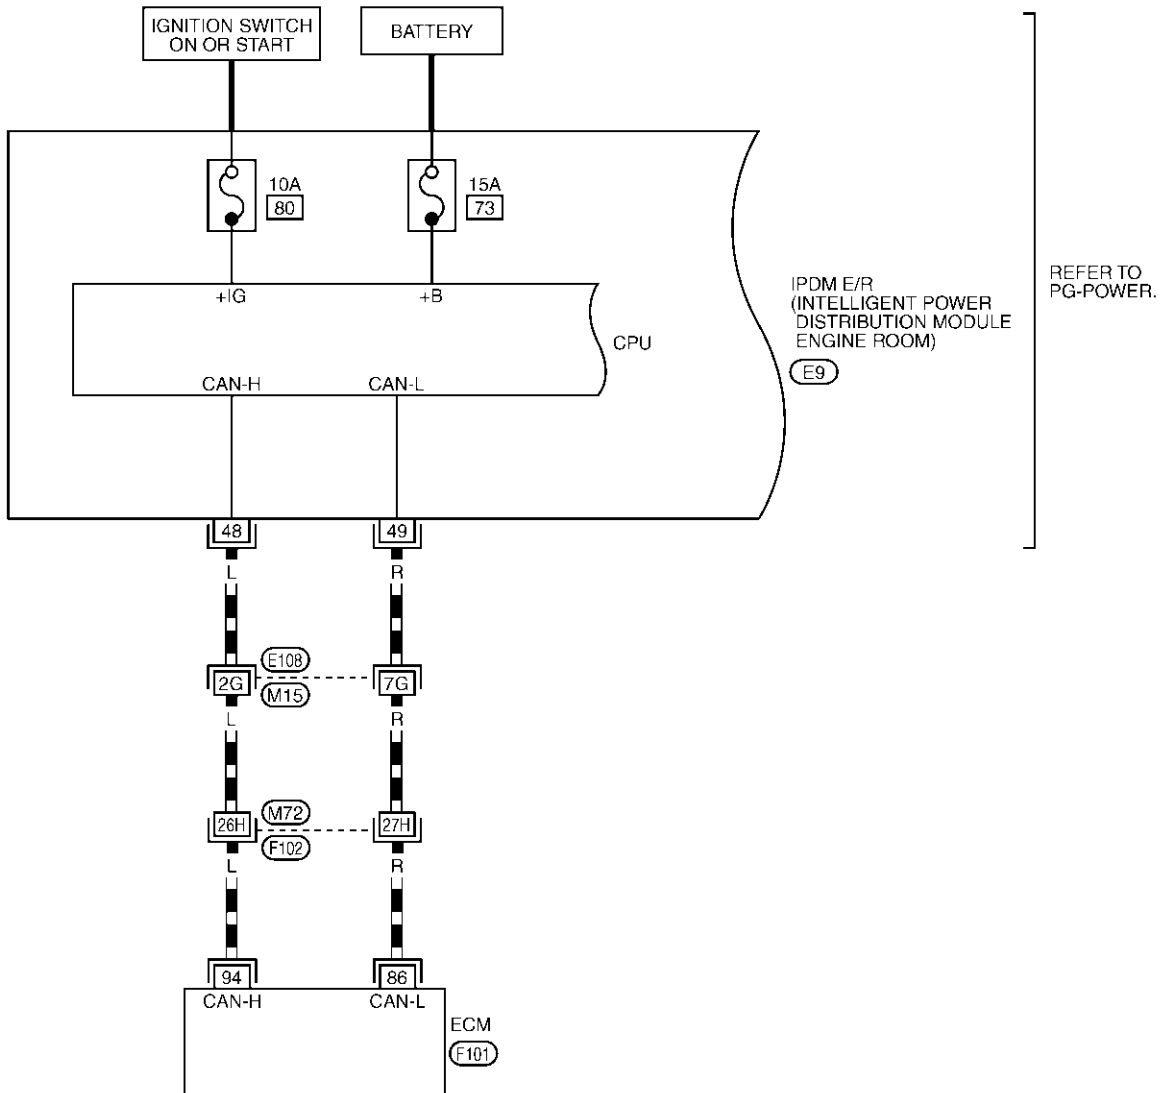 IGNITION SWITCH
ON OR START
BATTERY
10A
80
15A
73
+IG
+B
CPU
CAN-H
CAN-L
IPDM E/R
(INTELLIGENT POWER
DISTRIBUTION MODULE
ENGINE ROOM)
E9
REFER TO
PG-POWER.
48
49
L
R
2G
E108
M15
7G
L
R
26H
M72
F102
27H
L
R
94
86
CAN-H
CAN-L
ECM
F101